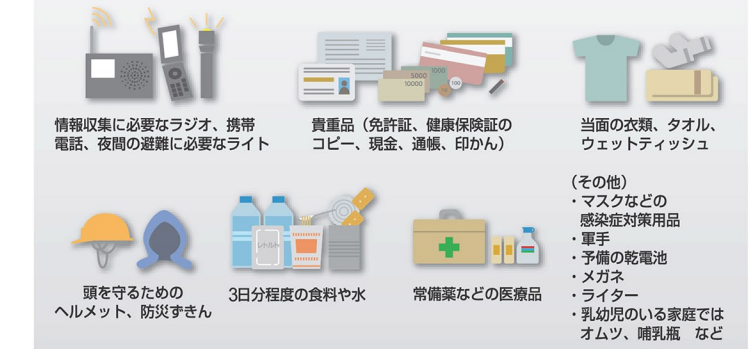 情報収集に必要なラジオ、携帯
電話、夜間の避難に必要なライト
5000
10000
1000
100
貴重品（免許証、健康保険証の
コピー、現金、通帳、印かん）
当面の衣類、タオル、
ウェットティッシュ
頭を守るための
ヘルメット、防災ずきん
レトルト
3日分程度の食料や水
常備薬などの医療品
（その他）
・マスクなどの
感染症対策用品
・軍手
・予備の乾電池
・メガネ
・ライター
・乳幼児のいる家庭では
オムツ、哺乳瓶　など